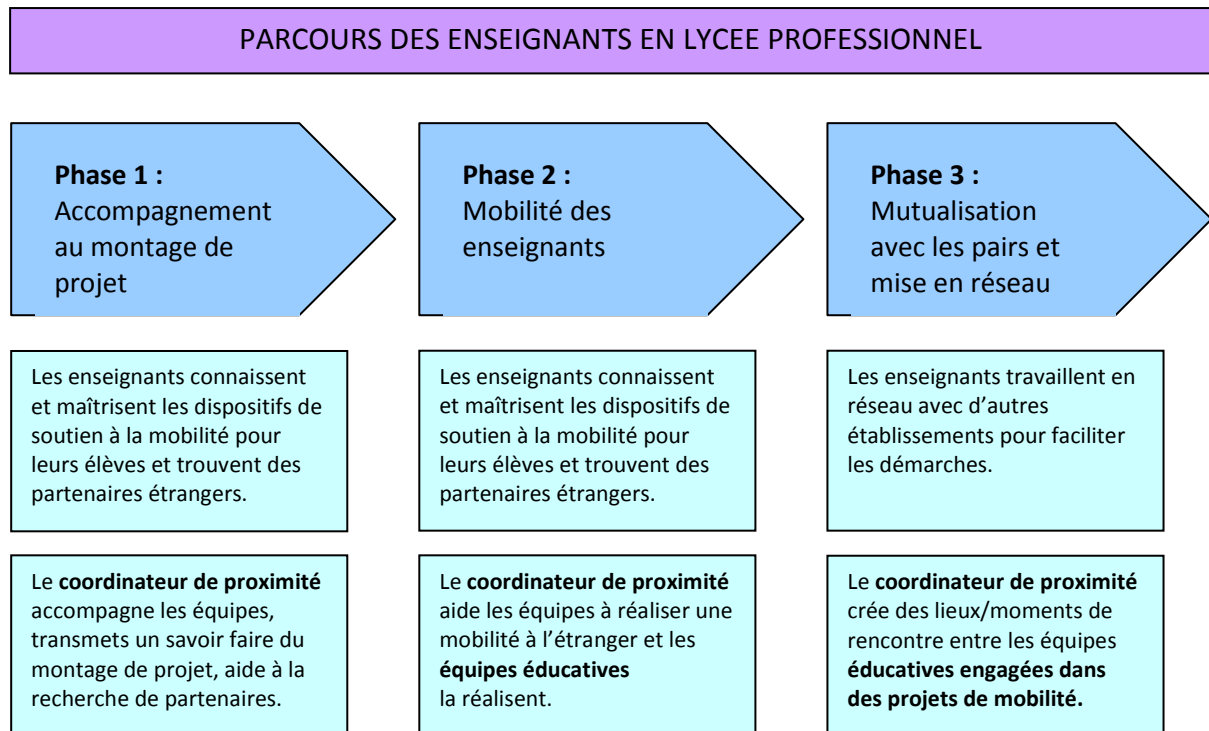 PARCOURS DES ENSEIGNANTS EN LYCEE PROFESSIONNEL
Phase 1 :
Accompagnement
au montage de
projet
Phase 2 :
Mobilité des
enseignants
Phase 3 :
Mutualisation
avec les pairs et
mise en réseau
Les enseignants connaissent
et maîtrisent les dispositifs de
soutien à la mobilité pour
leurs élèves et trouvent des
partenaires étrangers.
Les enseignants connaissent
et maîtrisent les dispositifs de
soutien à la mobilité pour
leurs élèves et trouvent des
partenaires étrangers.
Les enseignants travaillent en
réseau avec d’autres
établissements pour faciliter
les démarches.
Le coordinateur de proximité
accompagne les équipes,
transmets un savoir faire du
montage de projet, aide à la
recherche de partenaires.
Le coordinateur de proximité
aide les équipes à réaliser une
mobilité à l’étranger et les
équipes éducatives
la réalisent.
Le coordinateur de proximité
crée des lieux/moments de
rencontre entre les équipes
éducatives engagées dans
des projets de mobilité.